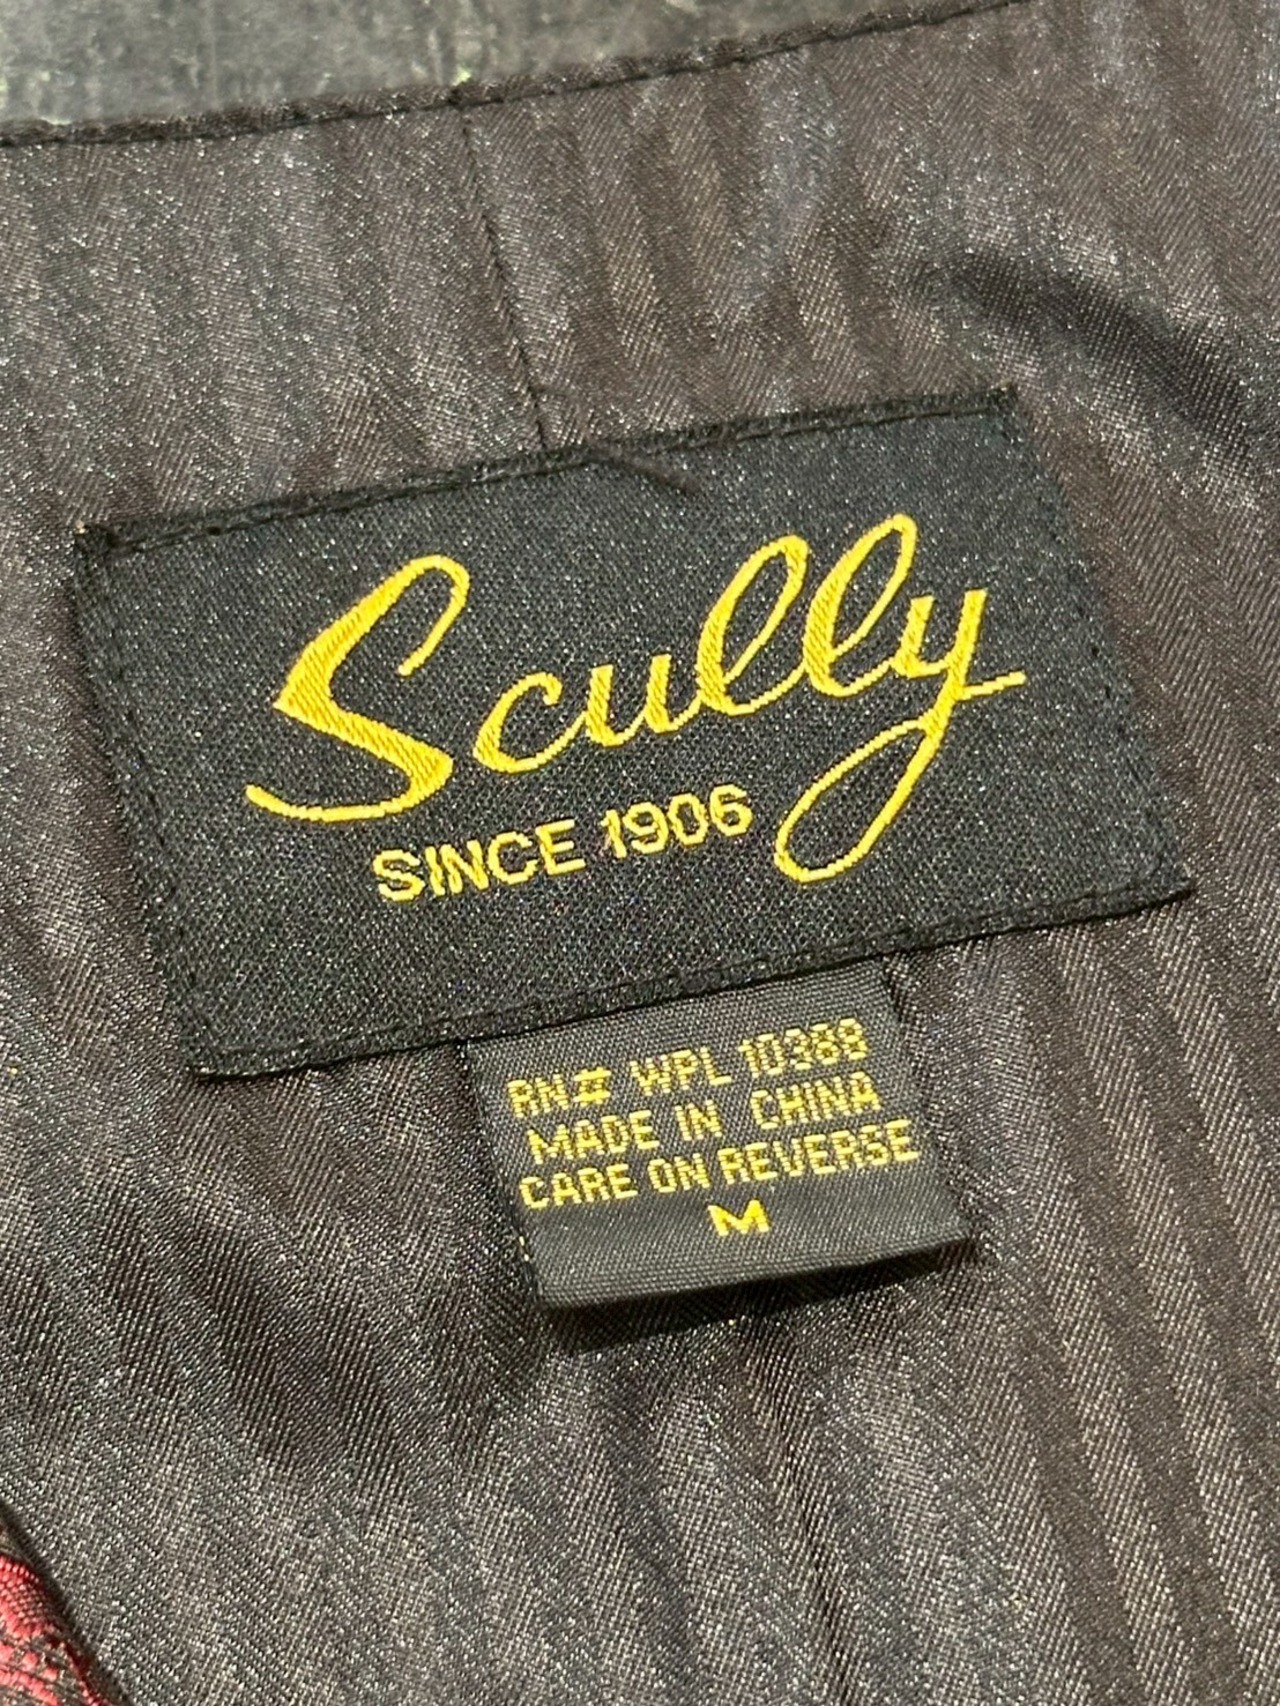 Scully
SINCE 1906
RN# WPL 10388
MADE IN CHINA
CARE ON REVERSE
M